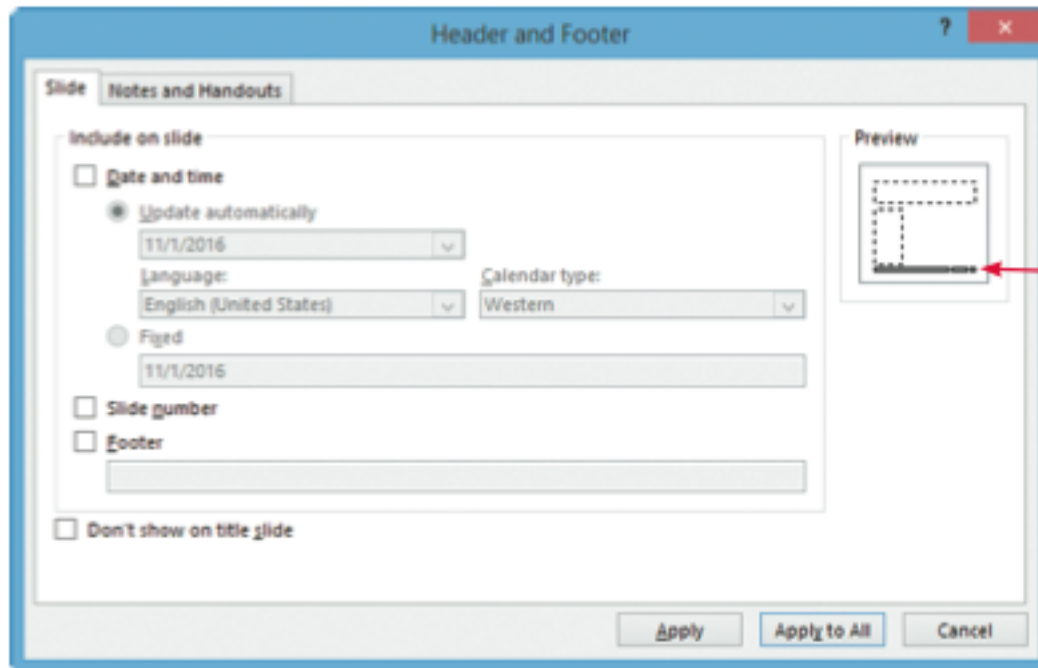 Header and Footer
?
Slide
Notes and Handouts
Include on slide
Date and time
Update automatically
11/1/2016
Language:
Calendar type:
English (United States)
Western
Fixed
11/1/2016
Slide number
Footer
Don't show on title slide
Preview
Apply
Apply to All
Cancel